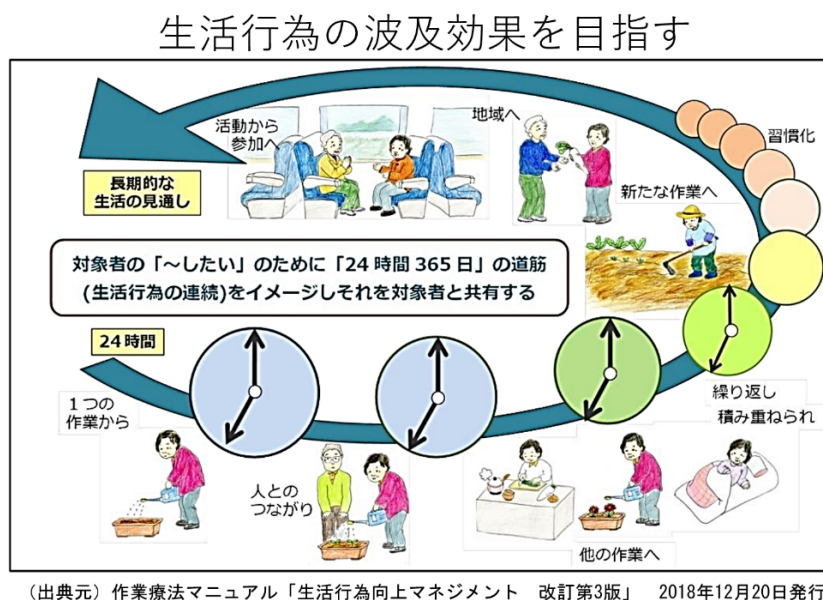 生活行為の波及効果を目指す
活動から
参加へ
地域へ
習慣化
長期的な
生活の見通し
新たな作業へ
対象者の「～したい」のために「24時間365日」の道筋
(生活行為の連続)をイメージしそれを対象者と共有する
24時間
１つの
作業から
繰り返し
積み重ねられ
人との
つながり
他の作業へ
（出典元）作業療法マニュアル「生活行為向上マネジメント　改訂第3版」　2018年12月20日発行